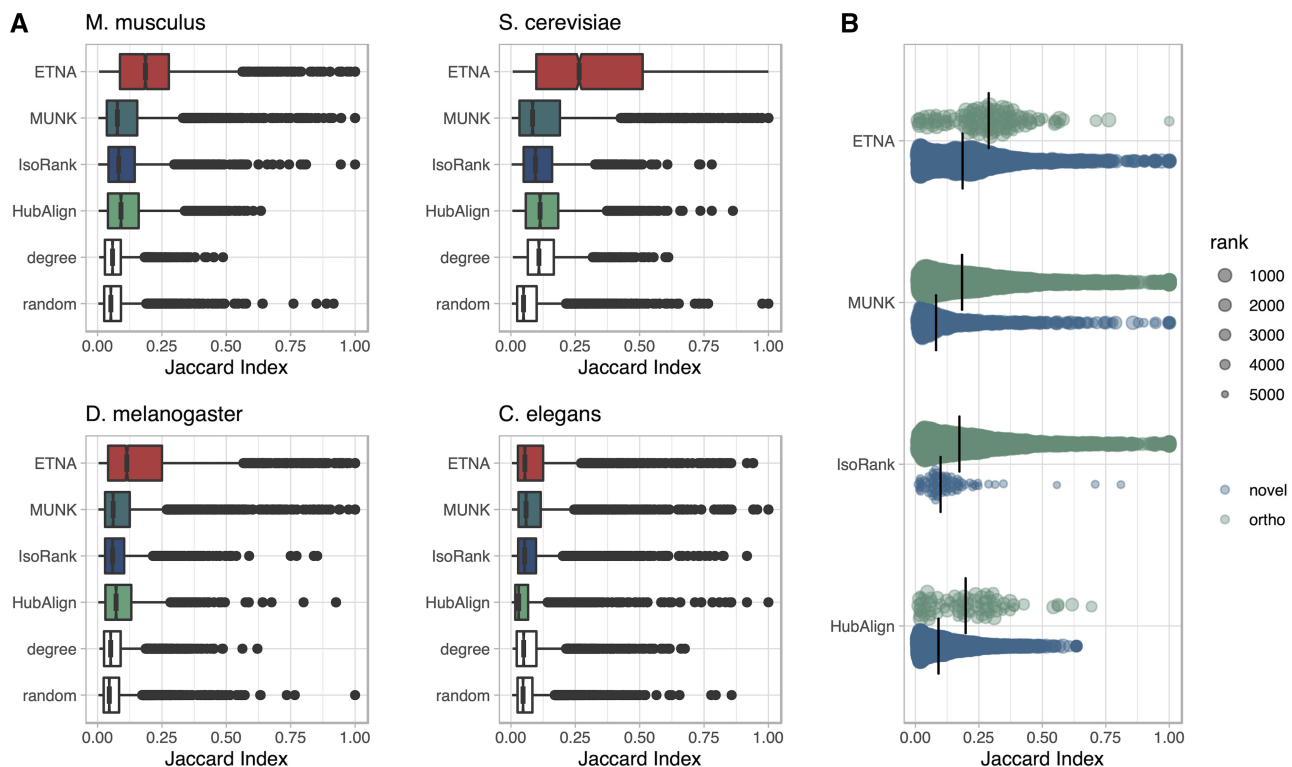 A
M. musculus
ETNA
MUNK
IsoRank
HubAlign
degree
random
0.00 0.25 0.50 0.75 1.00
Jaccard Index
S. cerevisiae
ETNA
MUNK
IsoRank
HubAlign
degree
random
0.00 0.25 0.50 0.75 1.00
Jaccard Index
D. melanogaster
ETNA
MUNK
IsoRank
HubAlign
degree
random
0.00 0.25 0.50 0.75 1.00
Jaccard Index
C. elegans
ETNA
MUNK
IsoRank
HubAlign
degree
random
0.00 0.25 0.50 0.75 1.00
Jaccard Index
B
ETNA
MUNK
IsoRank
HubAlign
0.00 0.25 0.50 0.75 1.00
Jaccard Index
rank
1000
2000
3000
4000
5000
novel
ortho